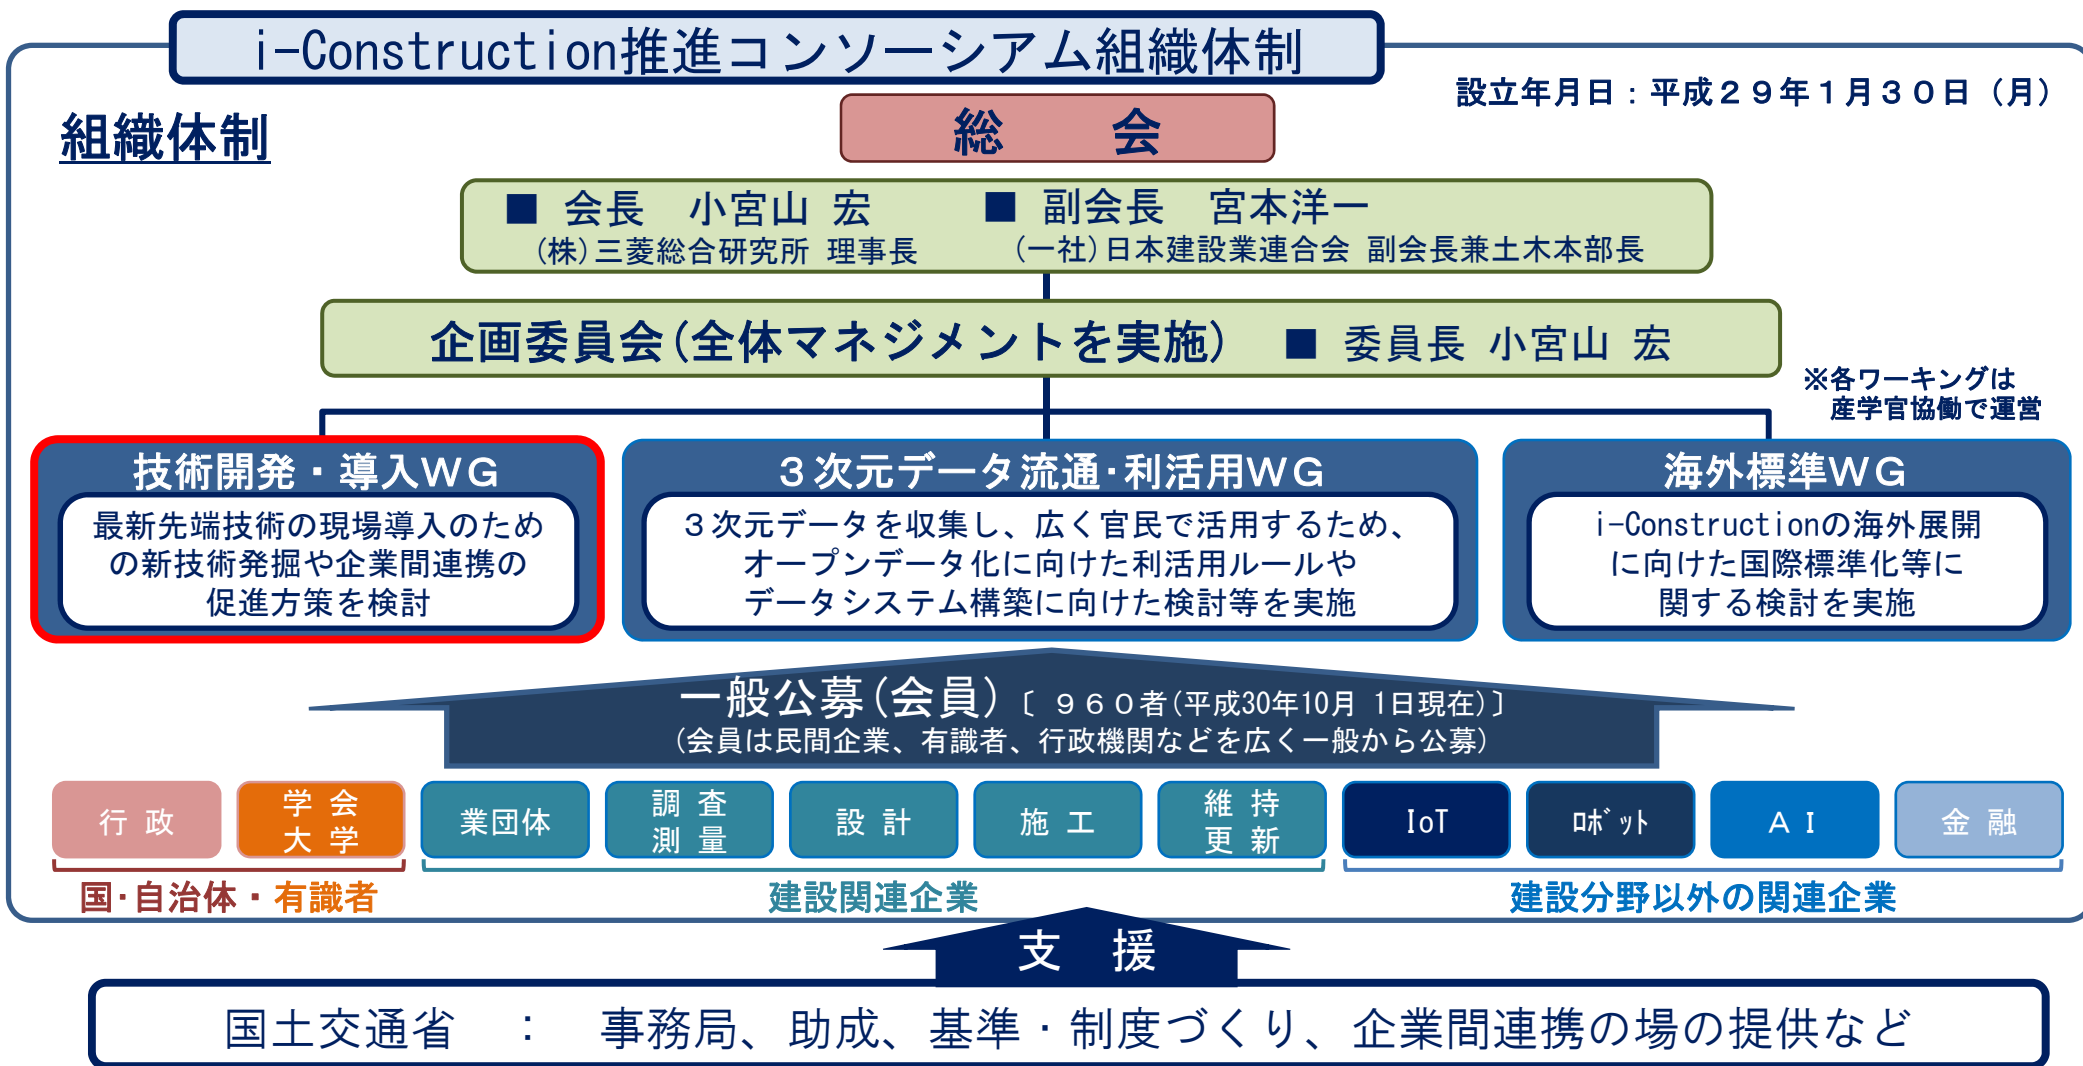 i-Construction推進コンソーシアム組織体制
設立年月日：平成２９年１月３０日（月）
組織体制
総　会
■ 会長　小宮山 宏
(株)三菱総合研究所 理事長
■ 副会長　宮本洋一
(一社)日本建設業連合会 副会長兼土木本部長
企画委員会(全体マネジメントを実施)　■ 委員長 小宮山 宏
※各ワーキングは
産学官協働で運営
技術開発・導入ＷＧ
最新先端技術の現場導入のため
の新技術発掘や企業間連携の
促進方策を検討
３次元データ流通･利活用ＷＧ
３次元データを収集し、広く官民で活用するため、
オープンデータ化に向けた利活用ルールや
データシステム構築に向けた検討等を実施
海外標準ＷＧ
i-Constructionの海外展開
に向けた国際標準化等に
関する検討を実施
一般公募(会員)〔 ９６０者(平成30年10月 1日現在)〕
(会員は民間企業、有識者、行政機関などを広く一般から公募)
行 政
学 会
大 学
業団体
調 査
測 量
設 計
施 工
維 持
更 新
IoT
ﾛﾎﾞｯﾄ
ＡＩ
金 融
国･自治体・有識者
建設関連企業
建設分野以外の関連企業
支　援
国土交通省　：　事務局、助成、基準・制度づくり、企業間連携の場の提供など